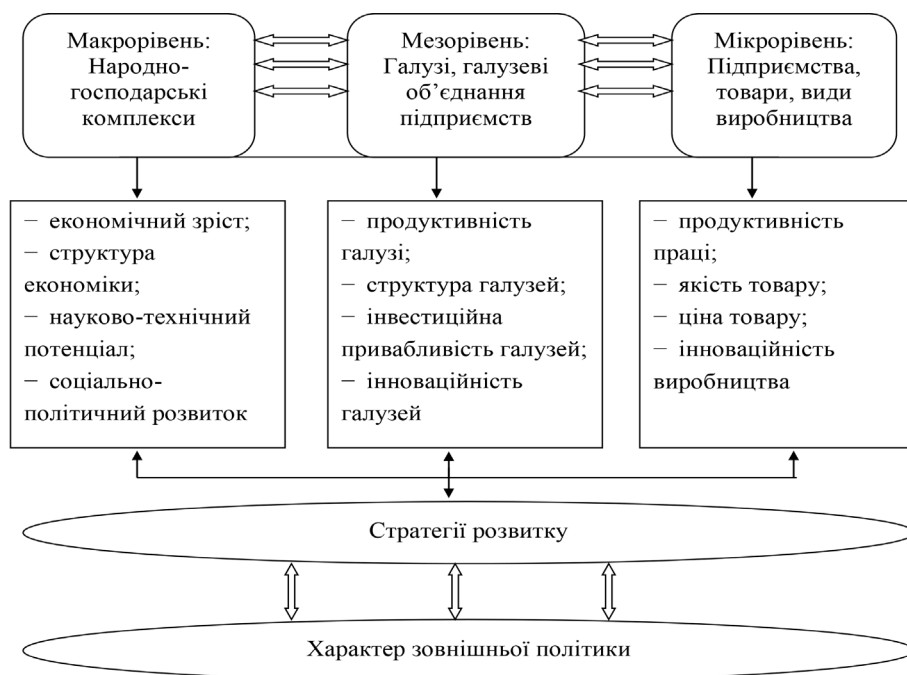 Макрорівень:
Народно-
господарські
комплекси
Мезорівень:
Галузі, галузеві
об’єднання
підприємств
Мікрорівень:
Підприємства,
товари, види
виробництва
− економічний зріст;
− структура
економіки;
− науково-технічний
потенціал;
− соціально-
політичний розвиток
− продуктивність
галузі;
− структура галузей;
− інвестиційна
привабливість галузей;
− інноваційність
галузей
− продуктивність
праці;
− якість товару;
− ціна товару;
− інноваційність
виробництва
Стратегії розвитку
Характер зовнішньої політики